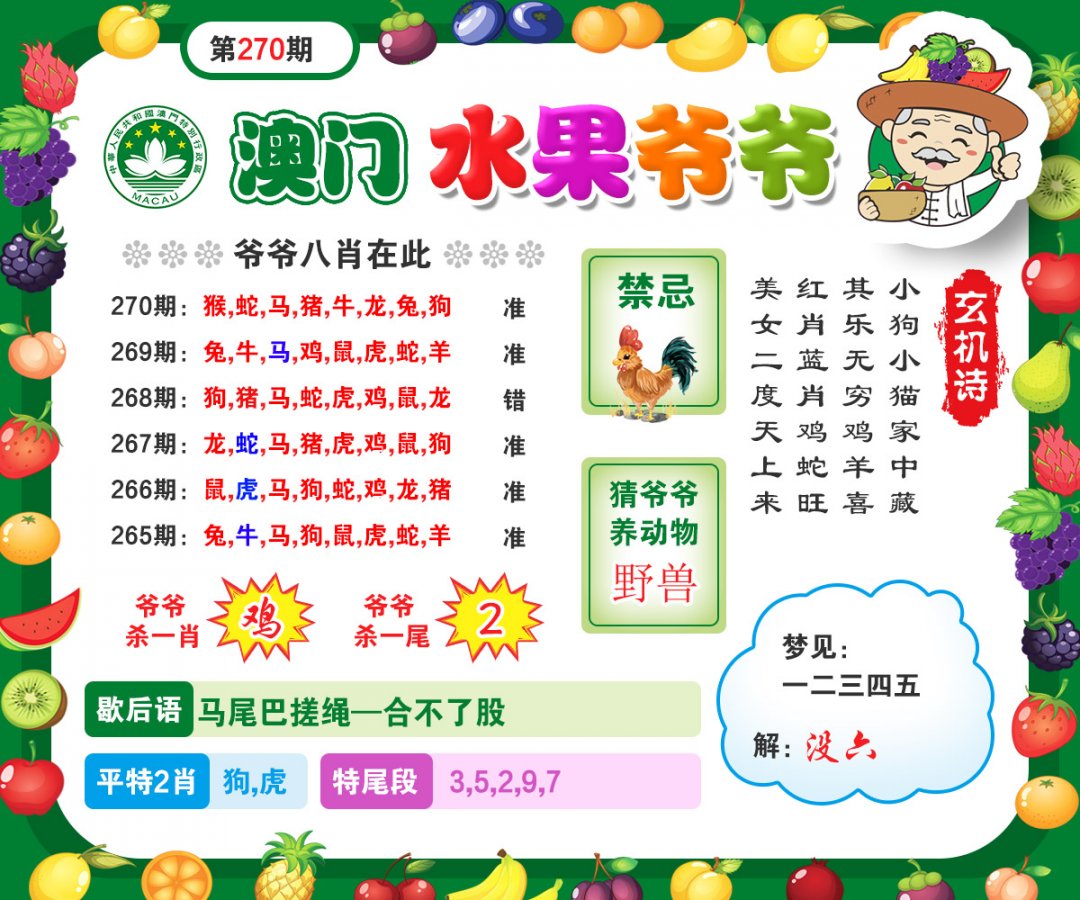 第270期
中華人民共和國澳門特別行政區
MACAU
澳门 水果爷爷
爷爷八肖在此
270期：猴,蛇,马,猪,牛,龙,兔,狗 准
269期：兔,牛,马,鸡,鼠,虎,蛇,羊 准
268期：狗,猪,马,蛇,虎,鸡,鼠,龙 错
267期：龙,蛇,马,猪,虎,鸡,鼠,狗 准
266期：鼠,虎,马,狗,蛇,鸡,龙,猪 准
265期：兔,牛,马,狗,鼠,虎,蛇,羊 准
爷爷
杀一肖
鸡
爷爷
杀一尾
2
禁忌
猜爷爷
养动物
野兽
玄机诗
小狗小猫家中藏
其乐无穷鸡羊喜
红肖蓝肖鸡蛇旺
美女二度天上来
歇后语 马尾巴搓绳—合不了股
平特2肖 狗,虎
特尾段 3,5,2,9,7
梦见：
一二三四五
解：没六